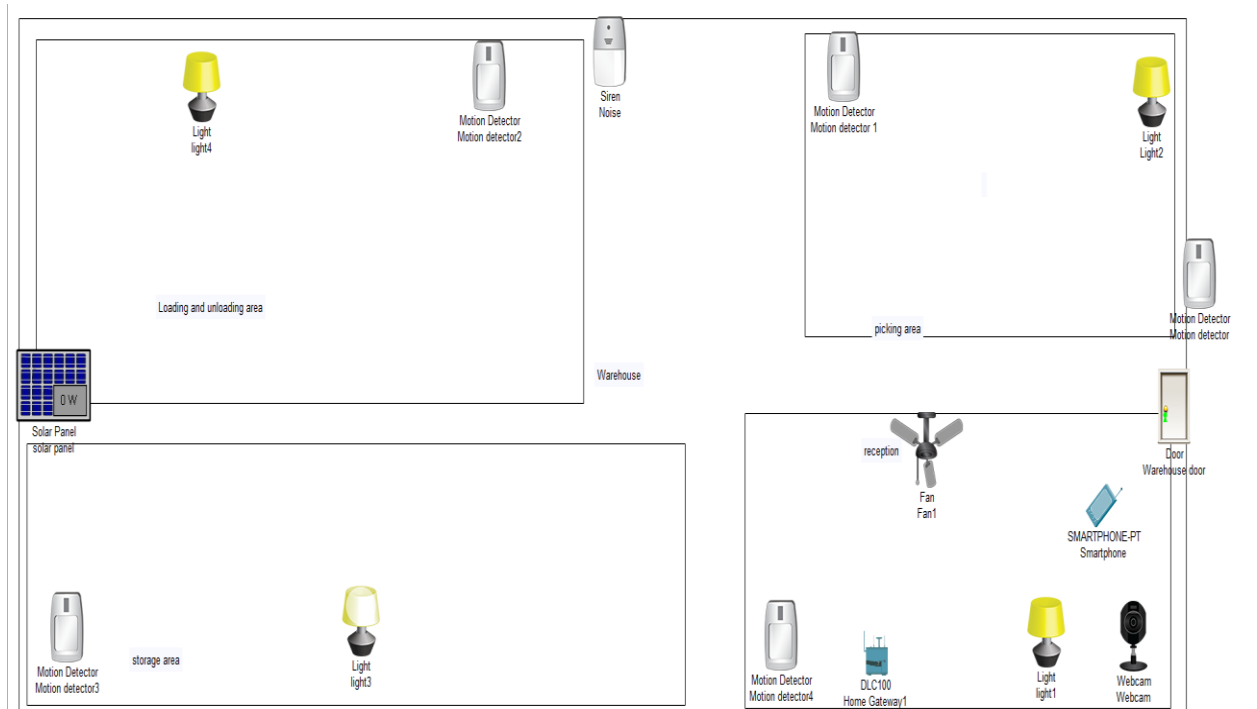 Siren
Noise
Light
light4
Motion Detector
Motion detector2
Motion Detector
Motion detector 1
Light
Light2
Loading and unloading area
picking area
Motion Detector
Motion detector
Warehouse
0 W
Solar Panel
solar panel
reception
Door
Warehouse door
Fan
Fan1
SMARTPHONE-PT
Smartphone
storage area
Motion Detector
Motion detector3
Light
light3
Motion Detector
Motion detector4
DLC100
Home Gateway1
Light
light1
Webcam
Webcam